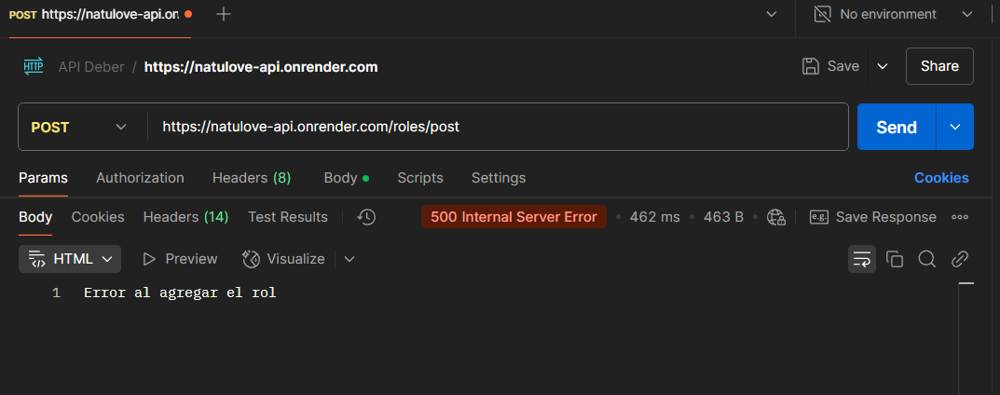 POST https://natulove-api.on
No environment
HTTP API Deber / https://natulove-api.onrender.com
Save
Share
POST
https://natulove-api.onrender.com/roles/post
Send
Params Authorization Headers (8) Body Scripts Settings Cookies
Body Cookies Headers (14) Test Results 500 Internal Server Error • 462 ms • 463 B e.g. Save Response
HTML Preview Visualize
1 Error al agregar el rol